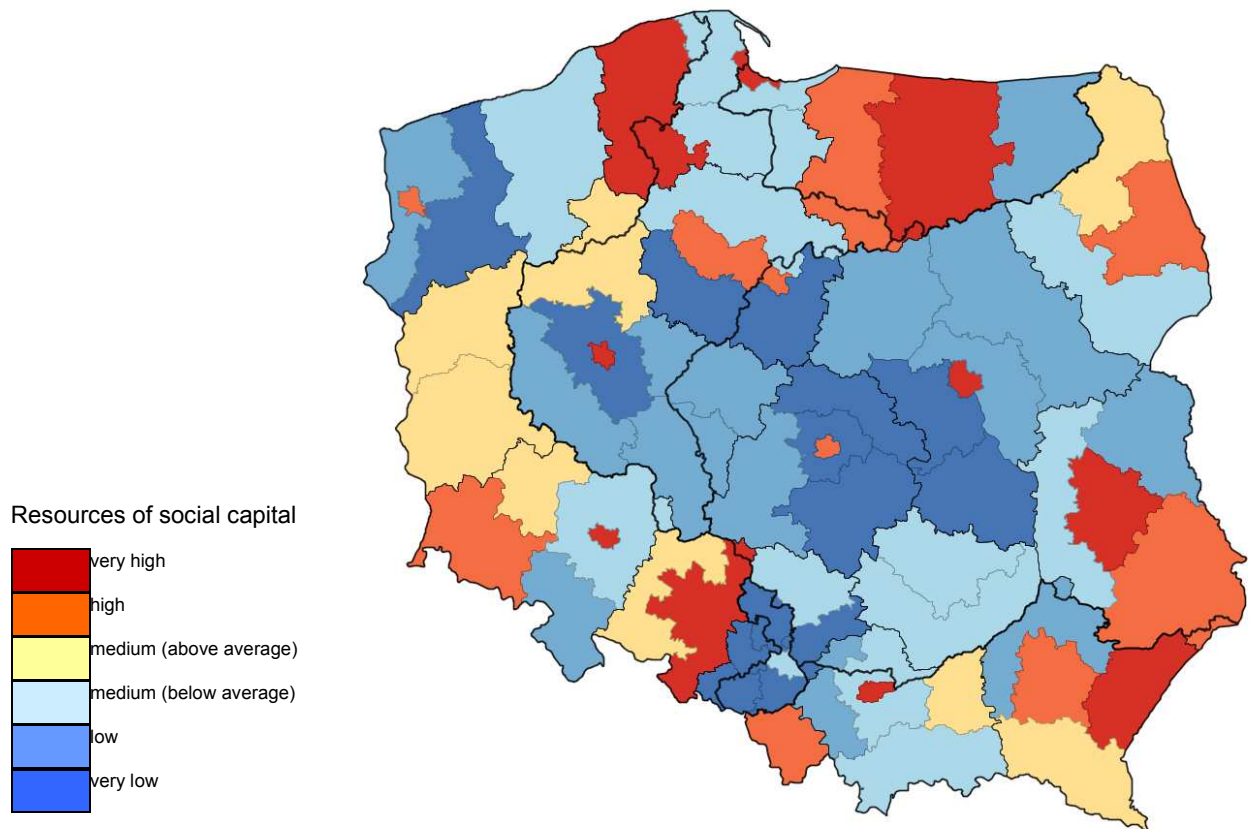 Resources of social capital
very high
high
medium (above average)
medium (below average)
low
very low